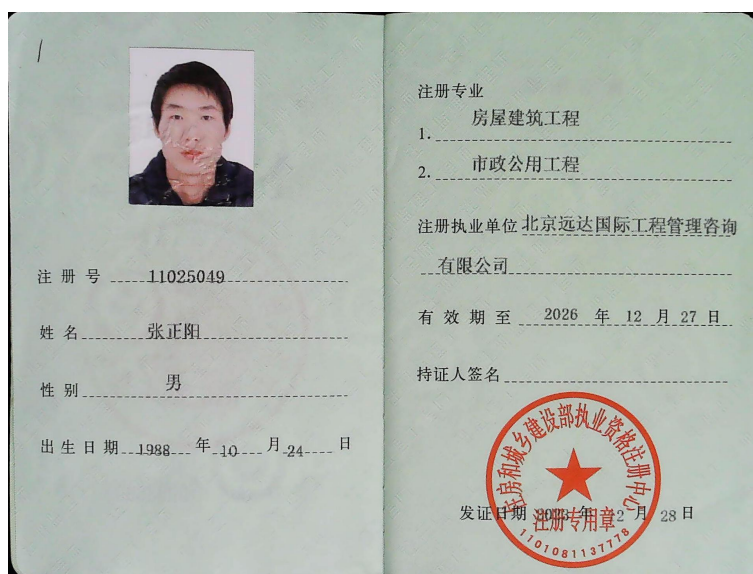 注册号 11025049
姓名 张正阳
性别 男
出生日期 1988 年 10 月 24 日
注册专业
1. 房屋建筑工程
2. 市政公用工程
注册执业单位 北京远达国际工程管理咨询
有限公司
有效期至 2026 年 12 月 27 日
持证人签名
住房和城乡建设部执业资格注册中心
发证日期 2023 年 12 月 28 日
注册专用章
1101081137778